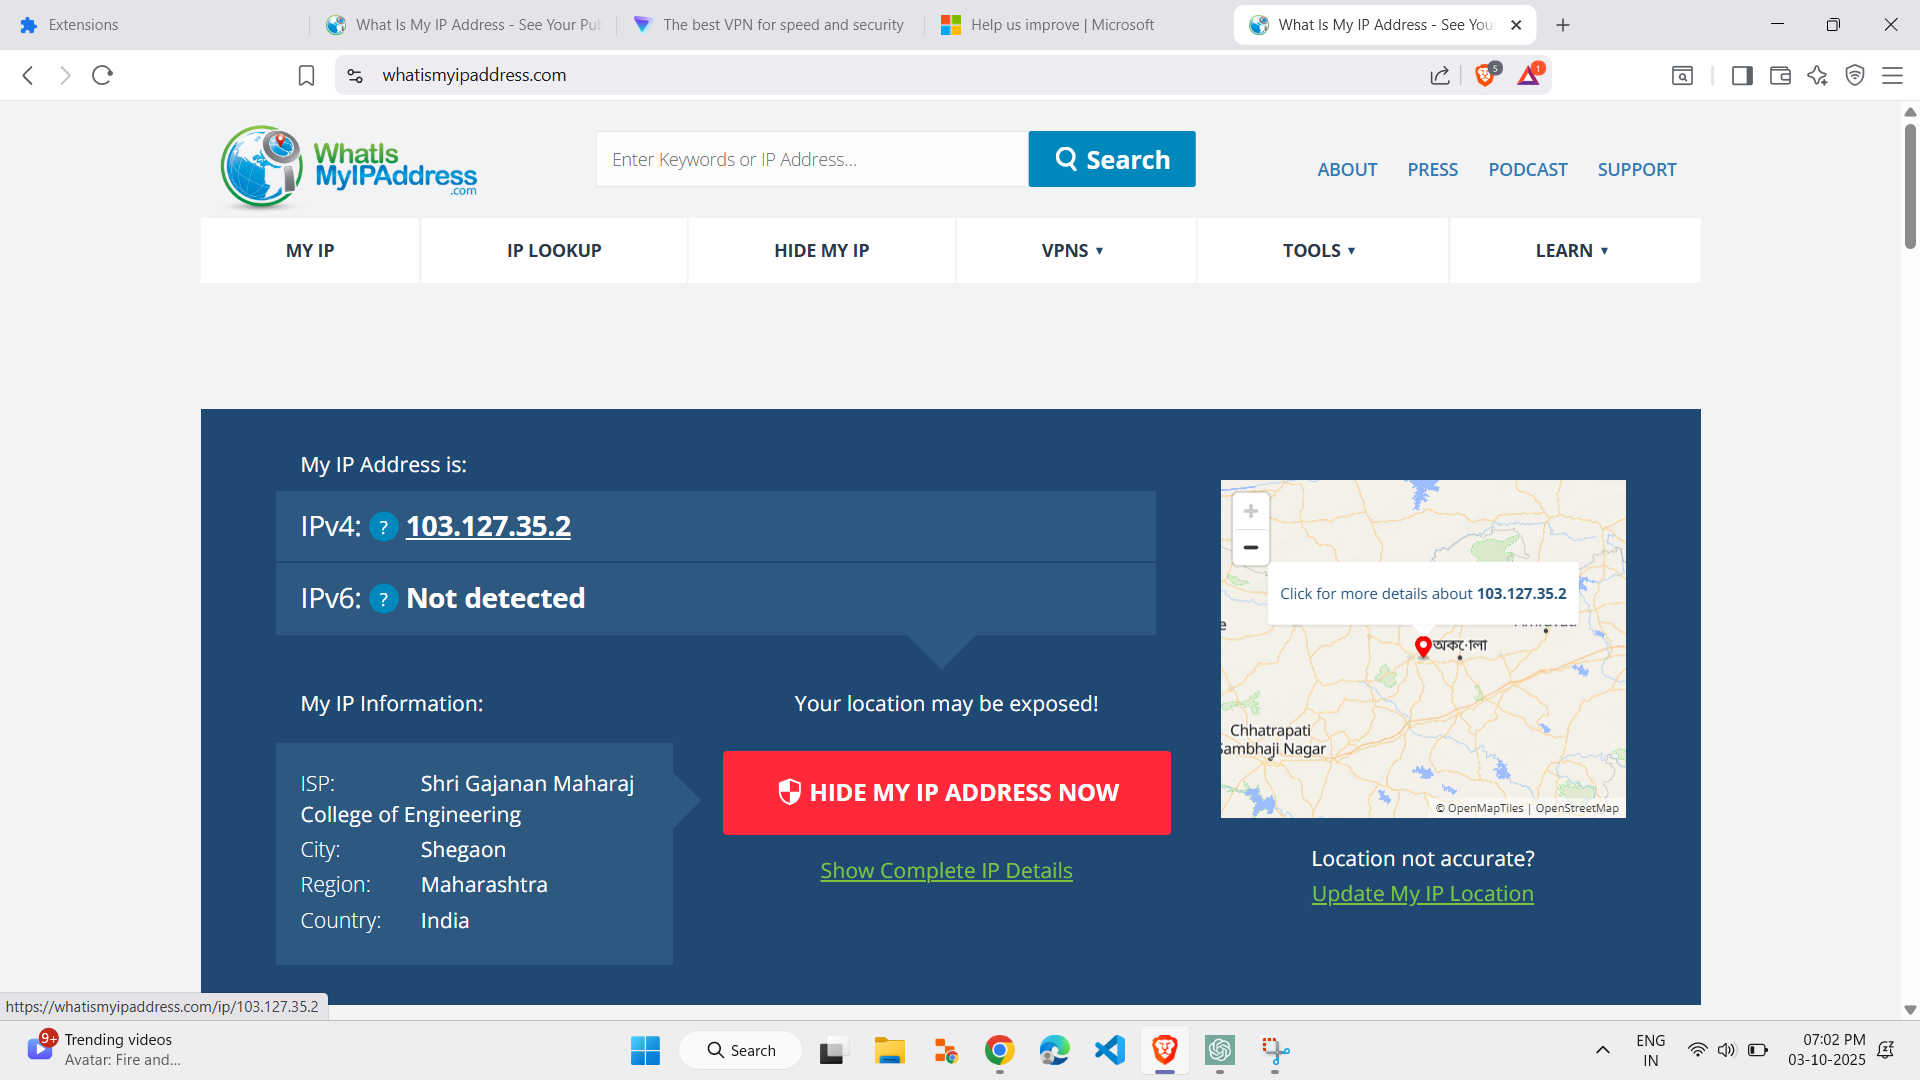 Extensions
What Is My IP Address - See Your Pub
The best VPN for speed and security
Help us improve | Microsoft
What Is My IP Address - See You
whatismyipaddress.com
5
1
WhatIs
MyIPAddress
.com
Enter Keywords or IP Address...
Search
ABOUT
PRESS
PODCAST
SUPPORT
MY IP
IP LOOKUP
HIDE MY IP
VPNS ▼
TOOLS ▼
LEARN ▼
My IP Address is:
IPv4: ? 103.127.35.2
IPv6: ? Not detected
My IP Information:
ISP: Shri Gajanan Maharaj
College of Engineering
City: Shegaon
Region: Maharashtra
Country: India
Your location may be exposed!
HIDE MY IP ADDRESS NOW
Show Complete IP Details
+
−
Click for more details about 103.127.35.2
Chhatrapati
Sambhaji Nagar
© OpenMapTiles | OpenStreetMap
Location not accurate?
Update My IP Location
https://whatismyipaddress.com/ip/103.127.35.2
9+
Trending videos
Avatar: Fire and...
Search
ENG
IN
07:02 PM
03-10-2025